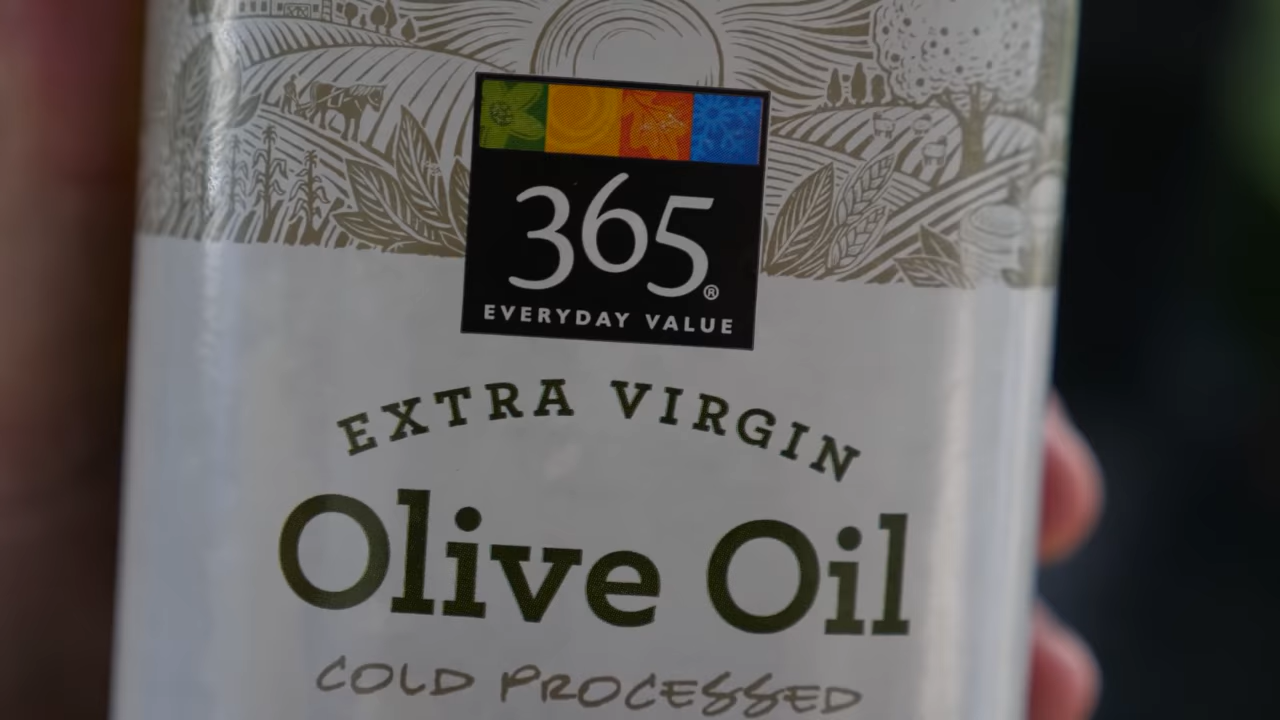 365®
EVERYDAY VALUE
EXTRA VIRGIN
Olive Oil
COLD PROCESSED